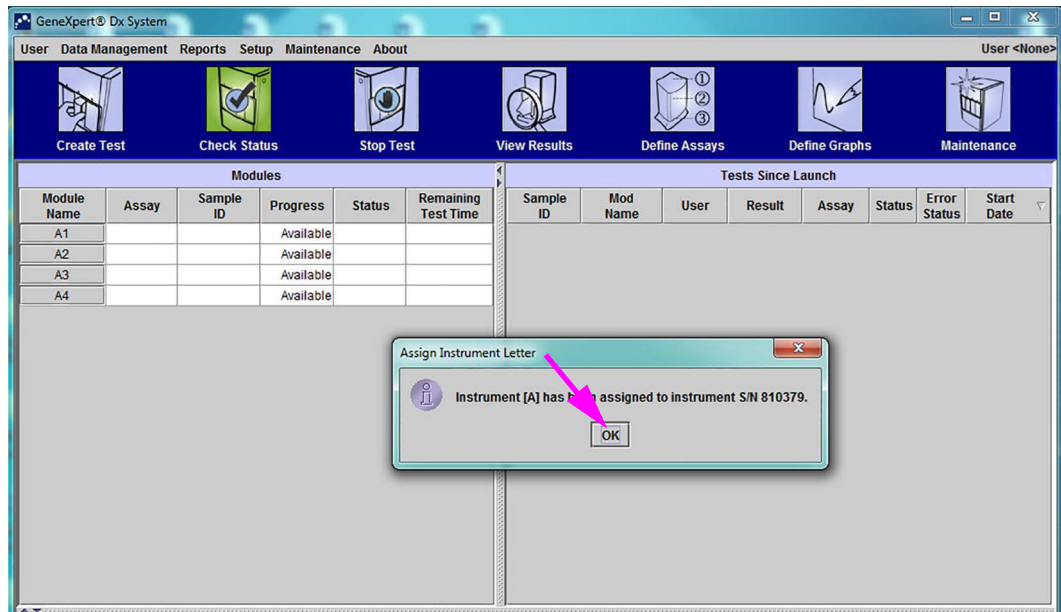 GeneXpert® Dx System
User Data Management Reports Setup Maintenance About User <None>
Create Test Check Status Stop Test View Results Define Assays Define Graphs Maintenance
① ② ③
Modules
Tests Since Launch
Module Name Assay Sample ID Progress Status Remaining Test Time
Sample ID Mod Name User Result Assay Status Error Status Start Date
A1 Available
A2 Available
A3 Available
A4 Available
Assign Instrument Letter
Instrument [A] has assigned to instrument S/N 810379.
OK